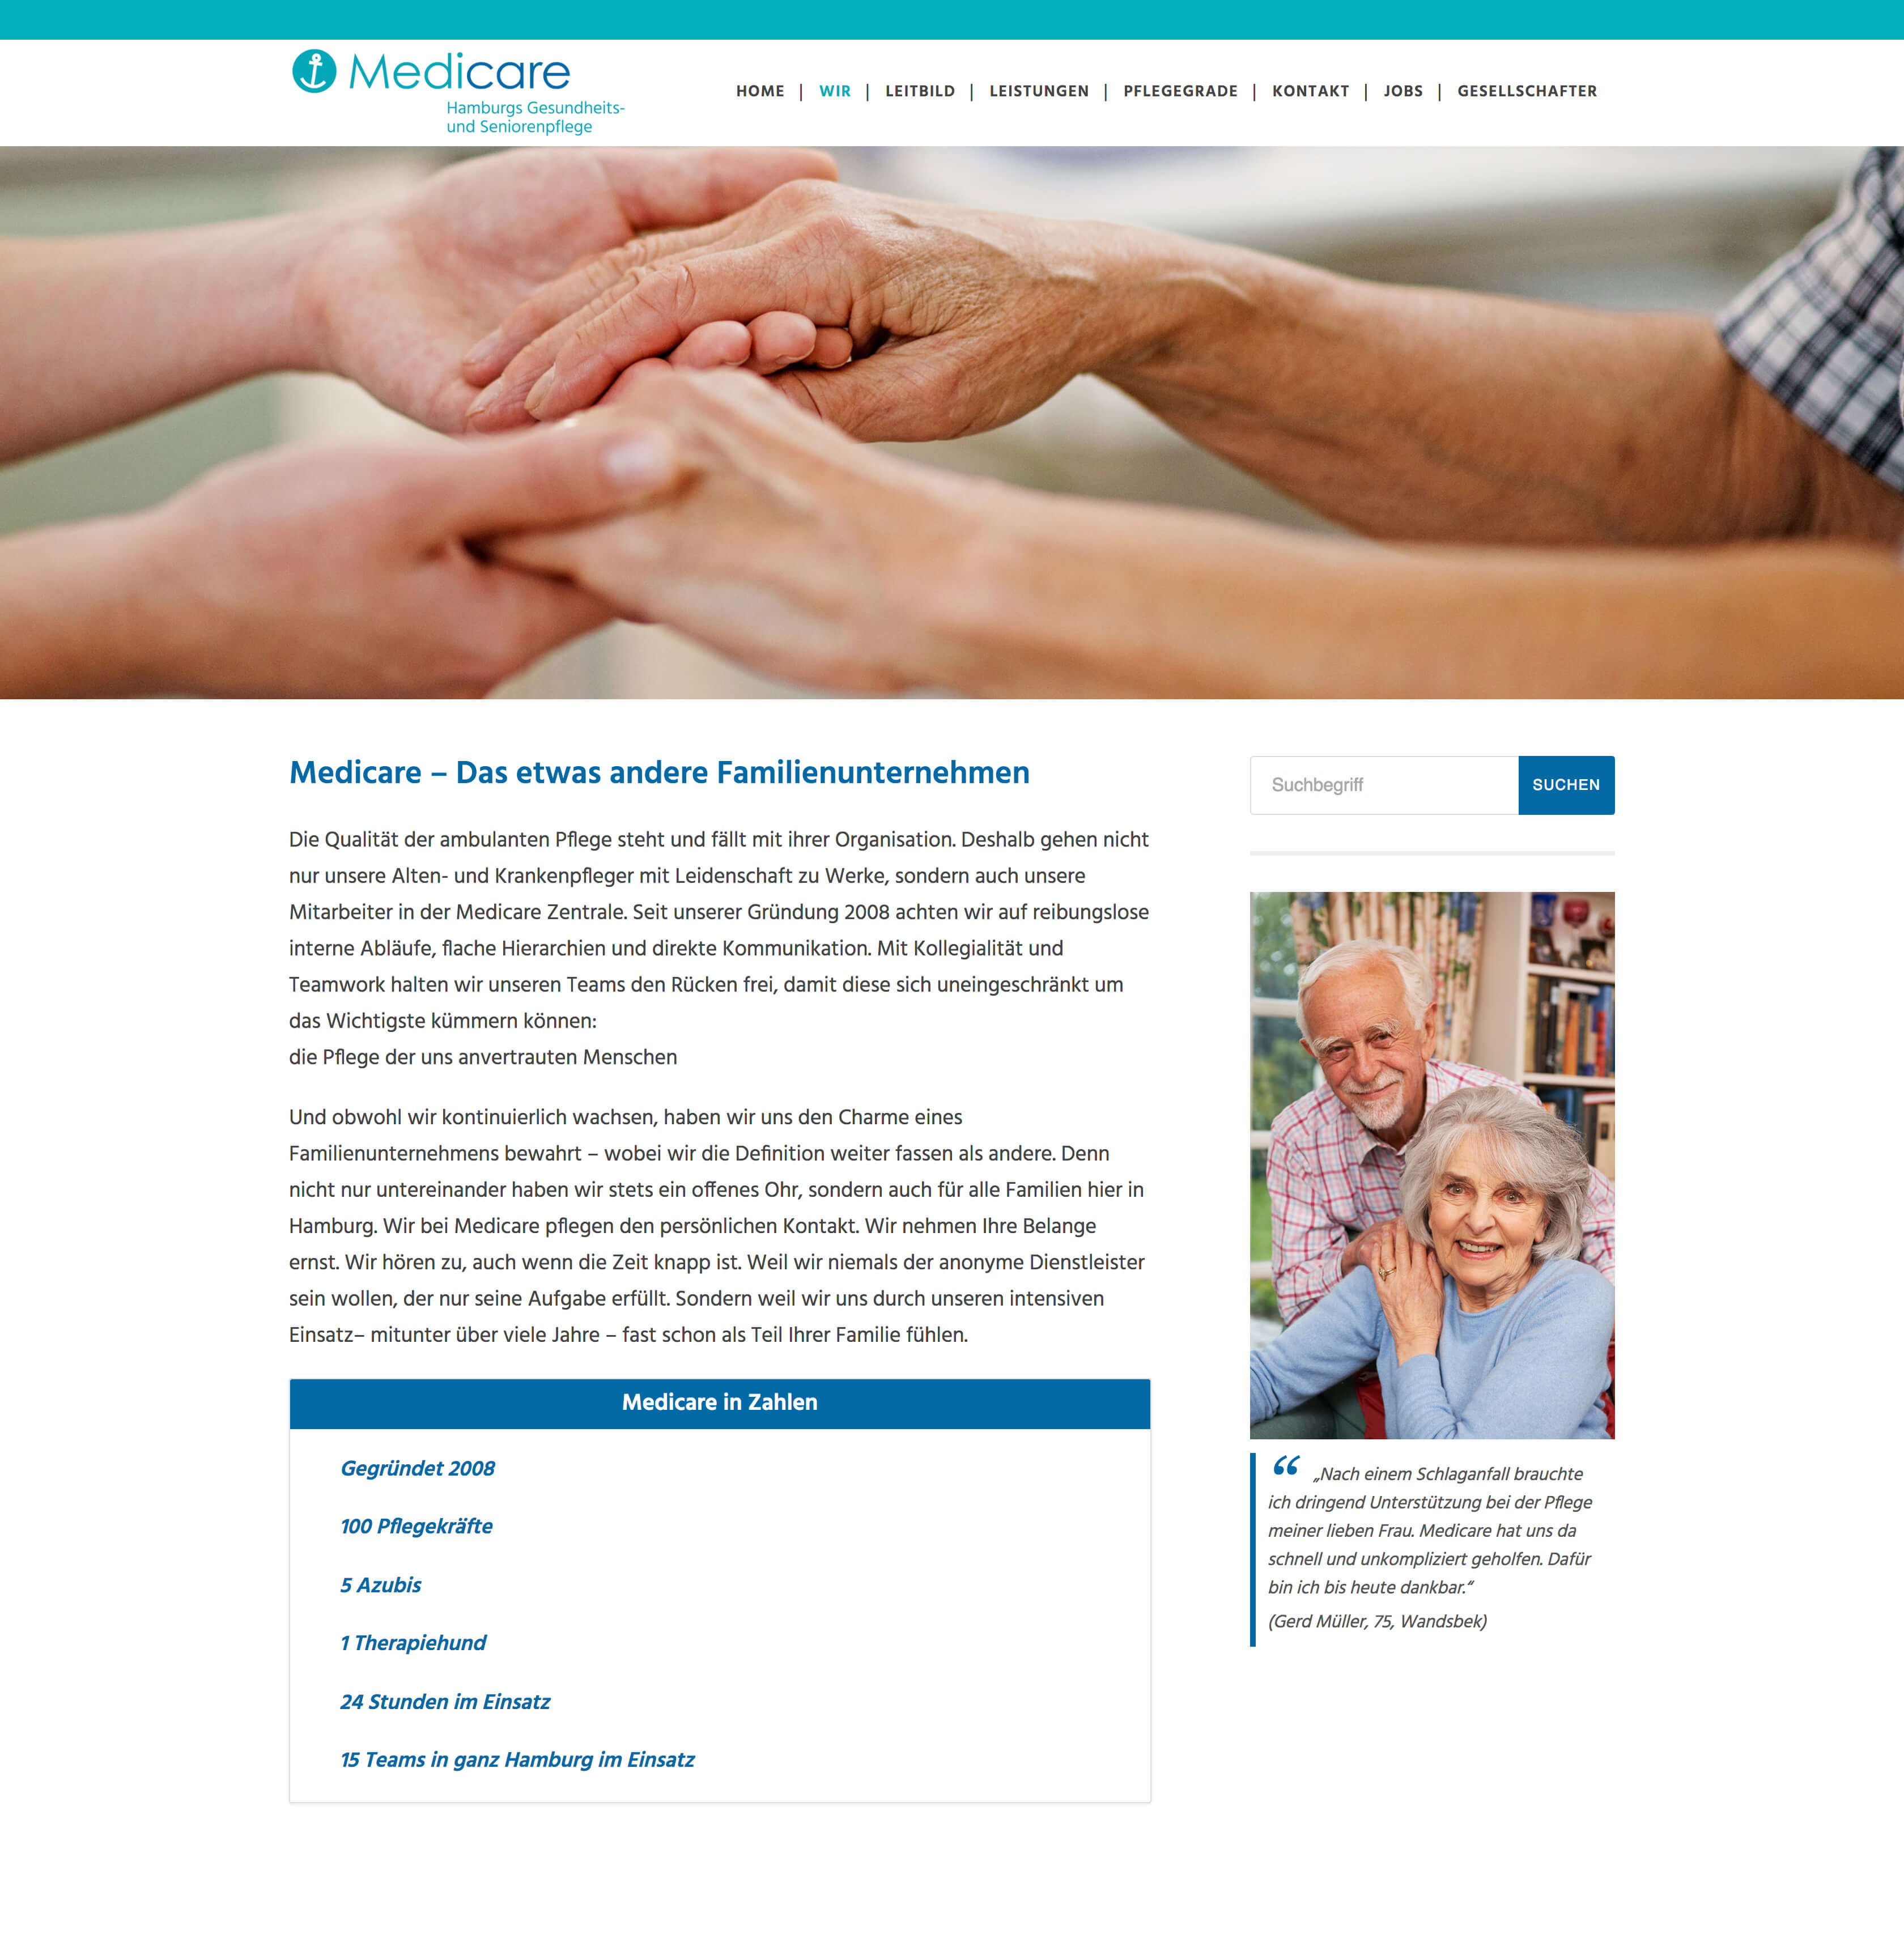 Medicare
Hamburgs Gesundheits-
und Seniorenpflege
HOME | WIR | LEITBILD | LEISTUNGEN | PFLEGEGRADE | KONTAKT | JOBS | GESELLSCHAFTER
Medicare – Das etwas andere Familienunternehmen
Die Qualität der ambulanten Pflege steht und fällt mit ihrer Organisation. Deshalb gehen nicht
nur unsere Alten- und Krankenpfleger mit Leidenschaft zu Werke, sondern auch unsere
Mitarbeiter in der Medicare Zentrale. Seit unserer Gründung 2008 achten wir auf reibungslose
interne Abläufe, flache Hierarchien und direkte Kommunikation. Mit Kollegialität und
Teamwork halten wir unseren Teams den Rücken frei, damit diese sich uneingeschränkt um
das Wichtigste kümmern können:
die Pflege der uns anvertrauten Menschen
Und obwohl wir kontinuierlich wachsen, haben wir uns den Charme eines
Familienunternehmens bewahrt – wobei wir die Definition weiter fassen als andere. Denn
nicht nur untereinander haben wir stets ein offenes Ohr, sondern auch für alle Familien hier in
Hamburg. Wir bei Medicare pflegen den persönlichen Kontakt. Wir nehmen Ihre Belange
ernst. Wir hören zu, auch wenn die Zeit knapp ist. Weil wir niemals der anonyme Dienstleister
sein wollen, der nur seine Aufgabe erfüllt. Sondern weil wir uns durch unseren intensiven
Einsatz– mitunter über viele Jahre – fast schon als Teil Ihrer Familie fühlen.
Medicare in Zahlen
Gegründet 2008
100 Pflegekräfte
5 Azubis
1 Therapiehund
24 Stunden im Einsatz
15 Teams in ganz Hamburg im Einsatz
Suchbegriff
SUCHEN
“ „Nach einem Schlaganfall brauchte
ich dringend Unterstützung bei der Pflege
meiner lieben Frau. Medicare hat uns da
schnell und unkompliziert geholfen. Dafür
bin ich bis heute dankbar.“
(Gerd Müller, 75, Wandsbek)